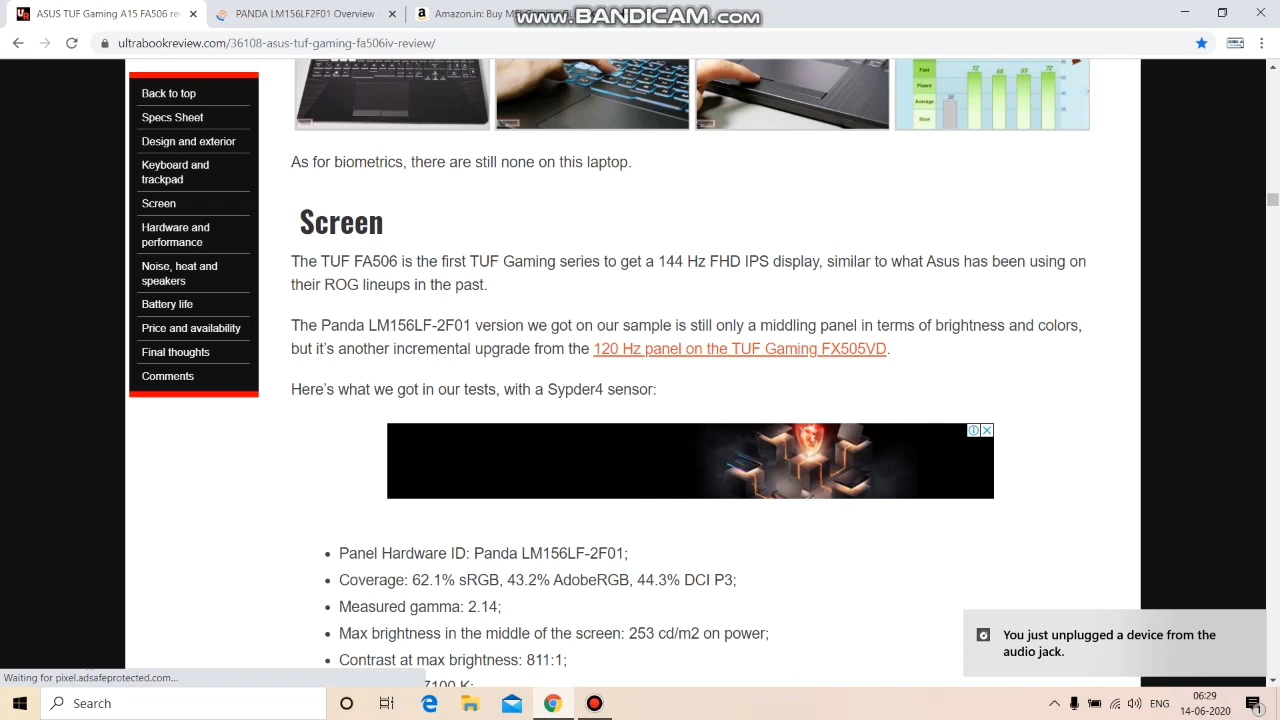 ASUS TUF Gaming A15 FA506 re
PANDA LM156LF2F01 Overview -
Amazon.in: Buy M
www.BANDICAM.com
ultrabookreview.com/36108-asus-tuf-gaming-fa506iv-review/
Back to top
Specs Sheet
Design and exterior
Keyboard and
trackpad
Screen
Hardware and
performance
Noise, heat and
speakers
Battery life
Price and availability
Final thoughts
Comments
Fast
Fluent
Average
Slow
As for biometrics, there are still none on this laptop.
Screen
The TUF FA506 is the first TUF Gaming series to get a 144 Hz FHD IPS display, similar to what Asus has been using on
their ROG lineups in the past.
The Panda LM156LF-2F01 version we got on our sample is still only a middling panel in terms of brightness and colors,
but it’s another incremental upgrade from the 120 Hz panel on the TUF Gaming FX505VD.
Here’s what we got in our tests, with a Sypder4 sensor:
Panel Hardware ID: Panda LM156LF-2F01;
Coverage: 62.1% sRGB, 43.2% AdobeRGB, 44.3% DCI P3;
Measured gamma: 2.14;
Max brightness in the middle of the screen: 253 cd/m2 on power;
Contrast at max brightness: 811:1;
7100 K;
You just unplugged a device from the
audio jack.
Waiting for pixel.adsafeprotected.com...
Search
ENG
06:29
14-06-2020
1